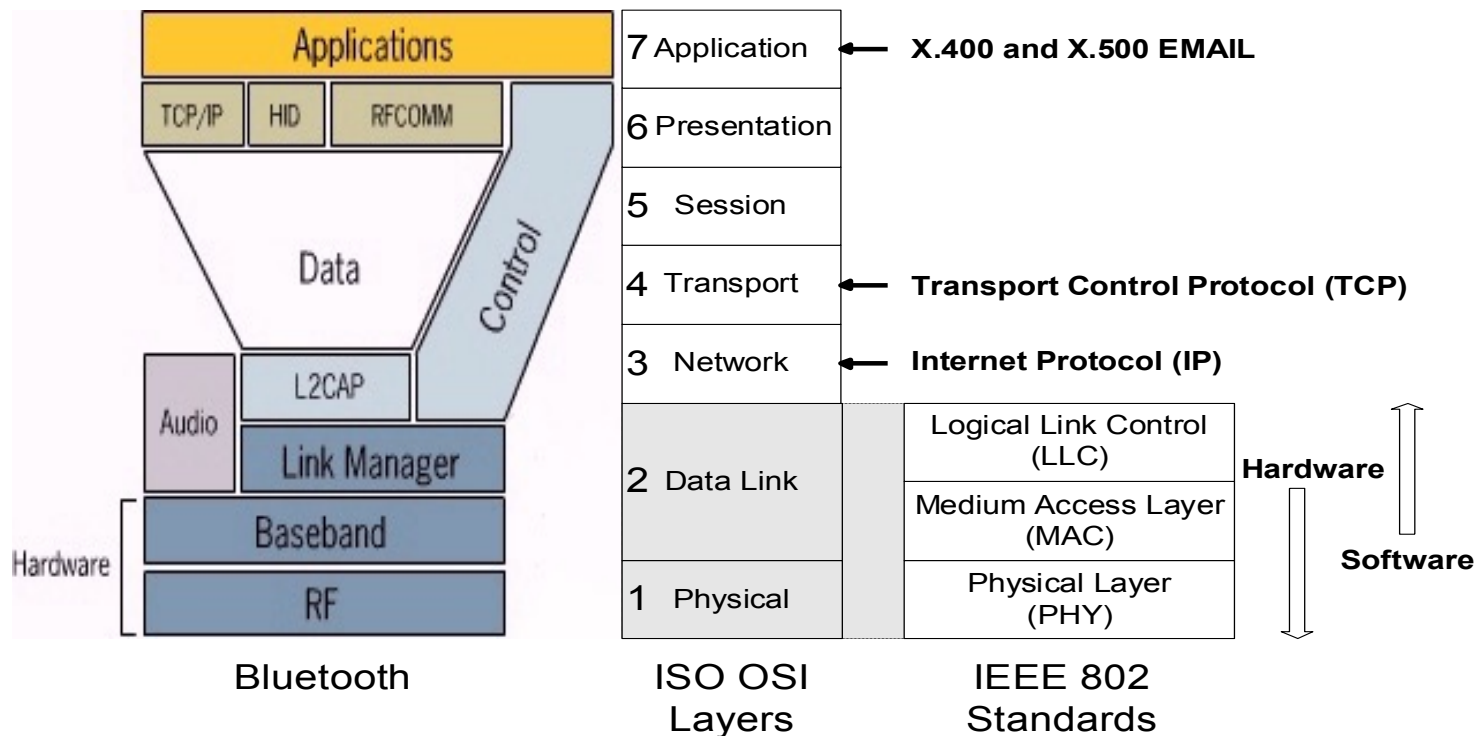 Applications
TCP/IP
HID
RFCOMM
Data
Control
L2CAP
Audio
Link Manager
Baseband
RF
Hardware
Bluetooth
7 Application
6 Presentation
5 Session
4 Transport
3 Network
2 Data Link
1 Physical
ISO OSI
Layers
X.400 and X.500 EMAIL
Transport Control Protocol (TCP)
Internet Protocol (IP)
Logical Link Control
(LLC)
Medium Access Layer
(MAC)
Physical Layer
(PHY)
IEEE 802
Standards
Hardware
Software